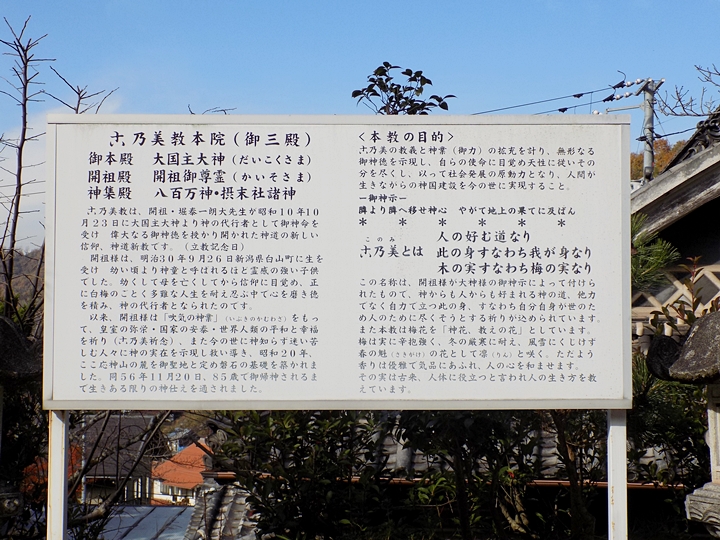 乃美教本院(御三殿)
御本殿 大国主大神(だいこくさま)
開祖殿 開祖御尊霊(かいそさま)
神集殿 八百万神・摂末社諸神
乃美教は、開祖・堀泰一朗大先生が昭和10年10
月23日に大国主大神より神の代行者として御神命を
受け 偉大なる御神徳を授かり開かれた神道の新しい
信仰、神道新教です。(立教記念日)
開祖様は、明治30年9月26日新潟県白山町に生を
受け 幼い頃より神童と呼ばれるほど霊感の強い子供
でした。幼くして母を亡くしてから信仰に目覚め、正
に白梅のごとく多難な人生を耐え忍ぶ中で心を磨き徳
を積み、神の代行者となられたのです。
以来、開祖様は「吹気の神業」(いぶきのかむわざ)をもっ
て、皇室の弥栄・国家の安泰・世界人類の平和と幸福
を祈り(乃美祈念)、また今の世に神知らず迷い苦
しむ人々に神の実在を示現し救い導き、昭和20年、
ここ応神山の麓を御聖地と定め磐石の基礎を築かれま
した。同56年11月20日、85歳で御帰神されるま
で生きある限りの神仕えを遂されました。
<本教の目的>
乃美教の教義と神業(御力)の拡充を計り、無形なる
御神徳を示現し、自らの使命に目覚め天性に従いその
分を尽くし、以って社会発展の原動力となり、人間が
生きながらの神国建設を今の世に実現すること。
―御神示―
隣より隣へ移せ神心 やがて地上の果てに及ばん
* * * * * *
このみ
乃美とは 人の好む道なり
此の身すなわち我が身なり
木の実すなわち梅の実なり
この名称は、開祖様が大神様の御神示によって付けら
れたもので、神からも人からも好まれる神の道、他力
でなく自力で立つ此の身、すなわち自分自身が世のた
め人のために尽くそうとする祈りが込められています。
また本教は梅花を「神花、教えの花」としています。
梅は実に辛抱強く、冬の厳寒に耐え、風雪にくじけず
春の魁(さきがけ)の花として凛(りん)と咲く。ただよう
香りは優雅で気品にあふれ、人の心を和ませます。
その実は古来、人体に役立つと言われ人の生き方を教
えています。